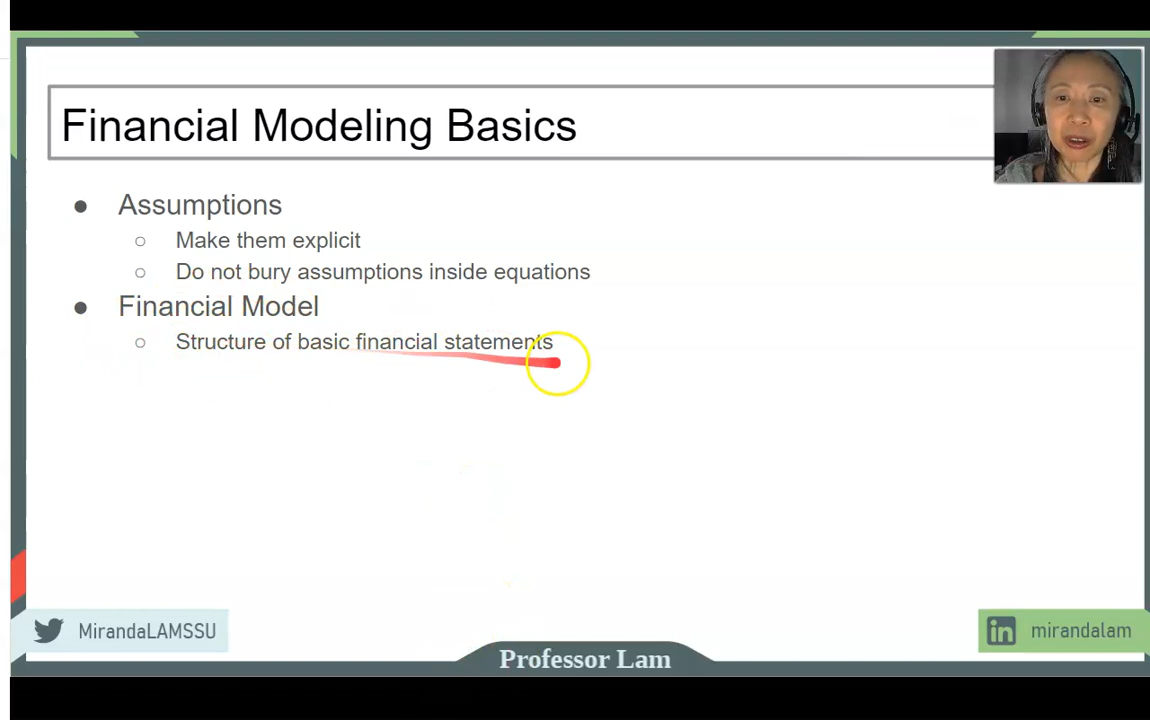 Financial Modeling Basics
Assumptions
Make them explicit
Do not bury assumptions inside equations
Financial Model
Structure of basic financial statements
MirandaLAMSSU
mirandalam
Professor Lam